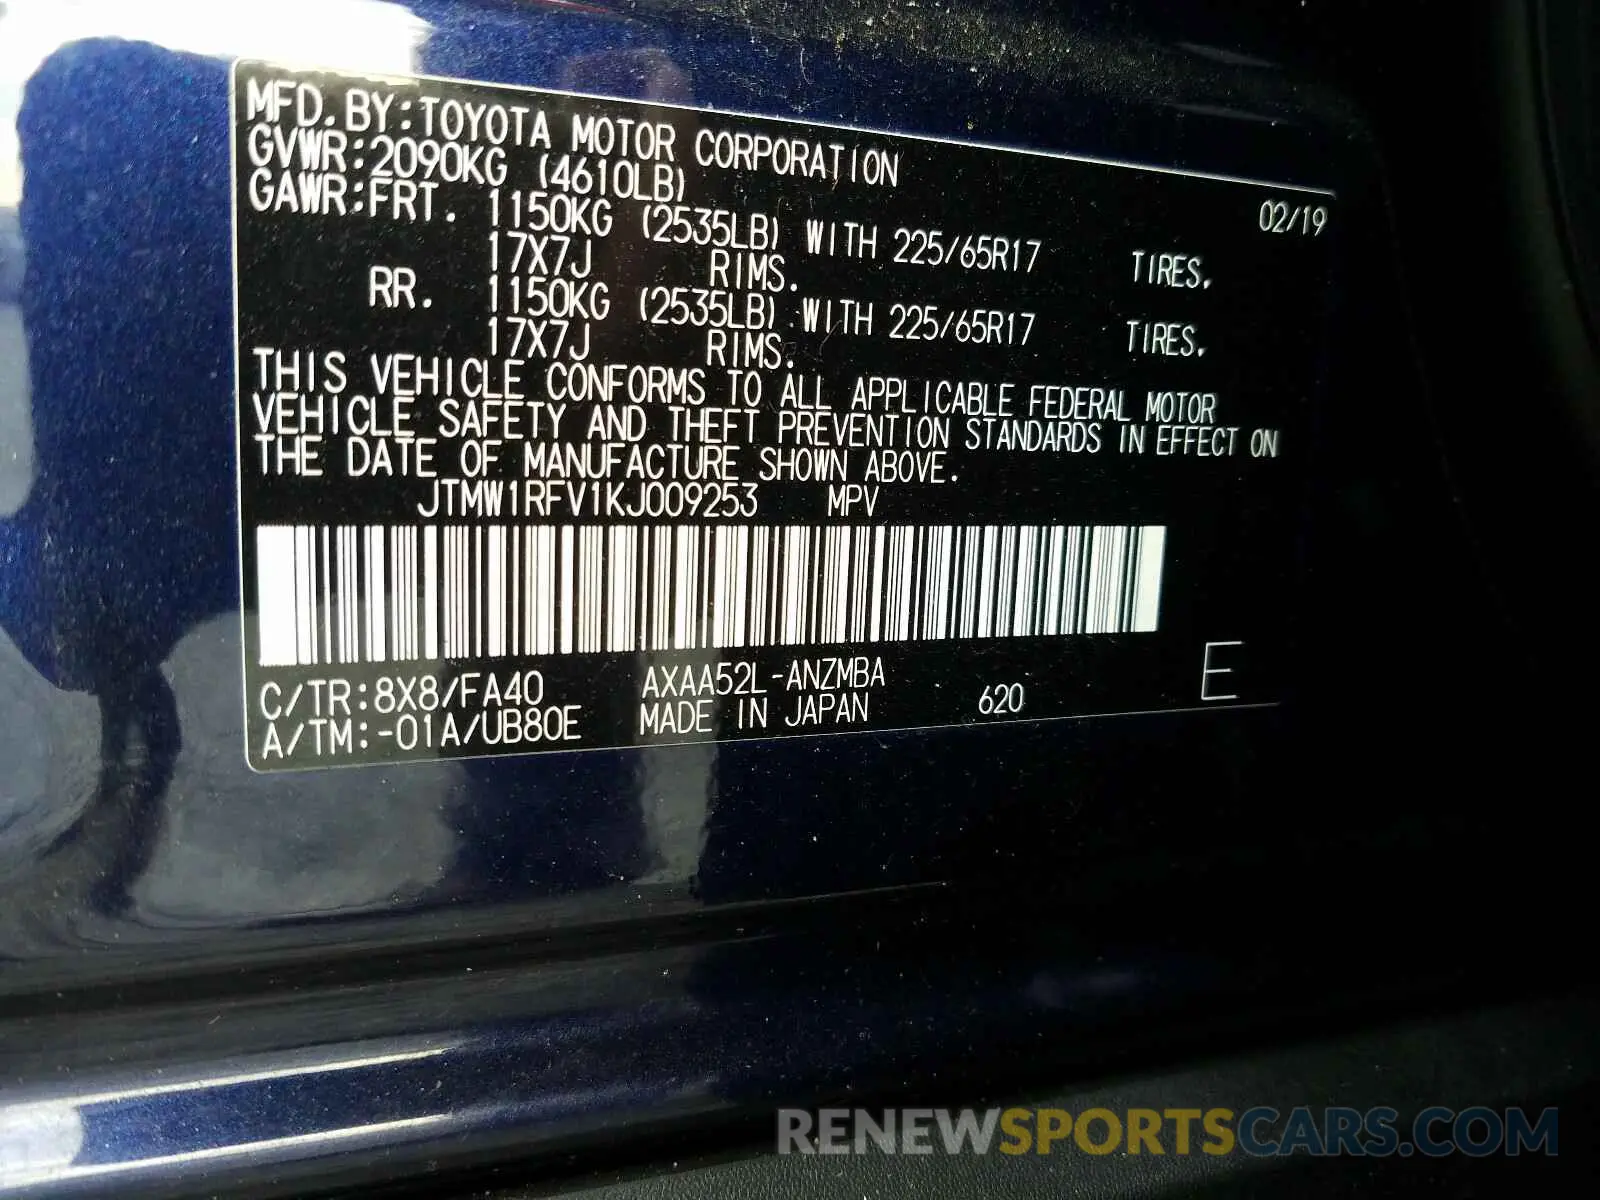 MFD.BY:TOYOTA MOTOR CORPORATION 02/19
GVWR:2090KG (4610LB)
GAWR:FRT. 1150KG (2535LB) WITH 225/65R17 TIRES.
17X7J RIMS.
RR. 1150KG (2535LB) WITH 225/65R17 TIRES.
17X7J RIMS.
THIS VEHICLE CONFORMS TO ALL APPLICABLE FEDERAL MOTOR
VEHICLE SAFETY AND THEFT PREVENTION STANDARDS IN EFFECT ON
THE DATE OF MANUFACTURE SHOWN ABOVE.
JTMW1RFV1KJ009253 MPV
C/TR:8X8/FA40 AXAA52L-ANZMBA
A/TM:-01A/UB80E MADE IN JAPAN 620 E
RENEWSPORTSCARS.COM